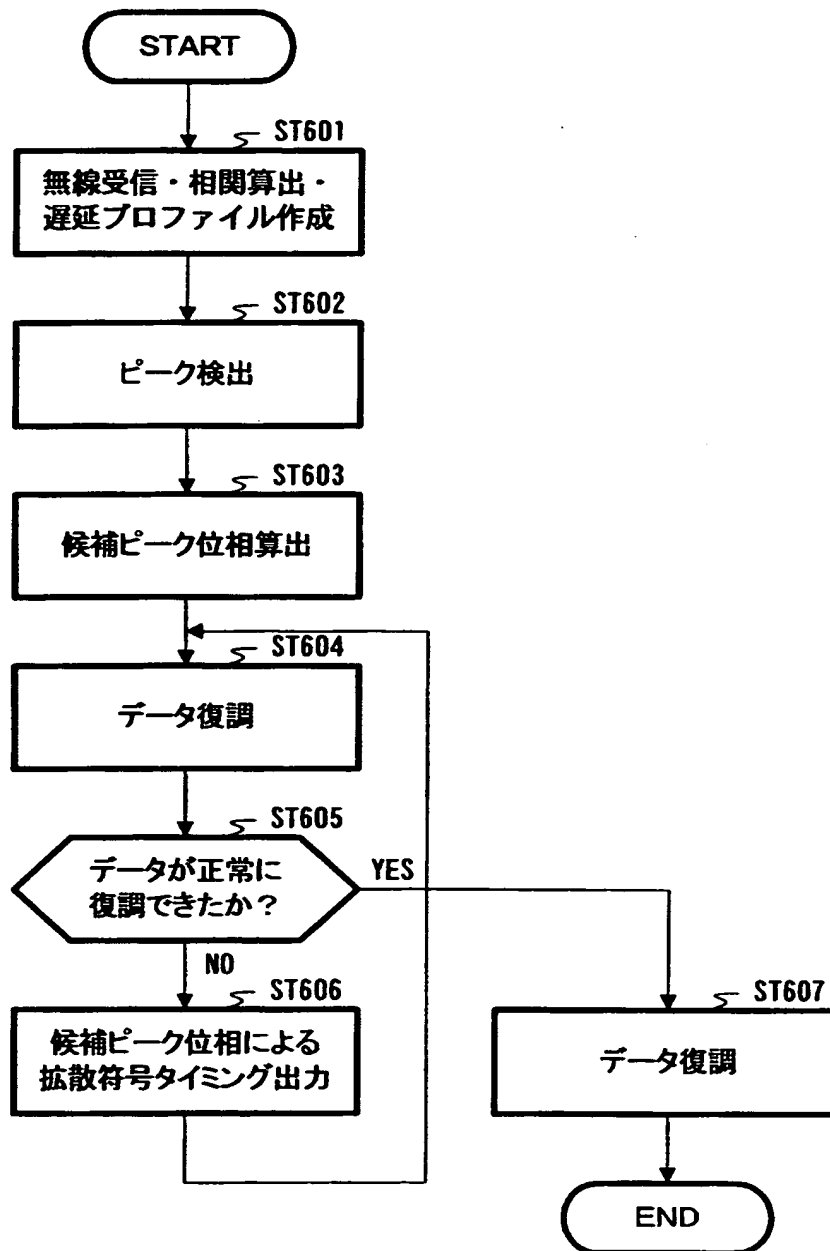 START
ST601
無線受信・相関算出・
遅延プロファイル作成
ST602
ピーク検出
ST603
候補ピーク位相算出
ST604
データ復調
ST605
データが正常に
復調できたか？
YES
NO
ST606
候補ピーク位相による
拡散符号タイミング出力
ST607
データ復調
END